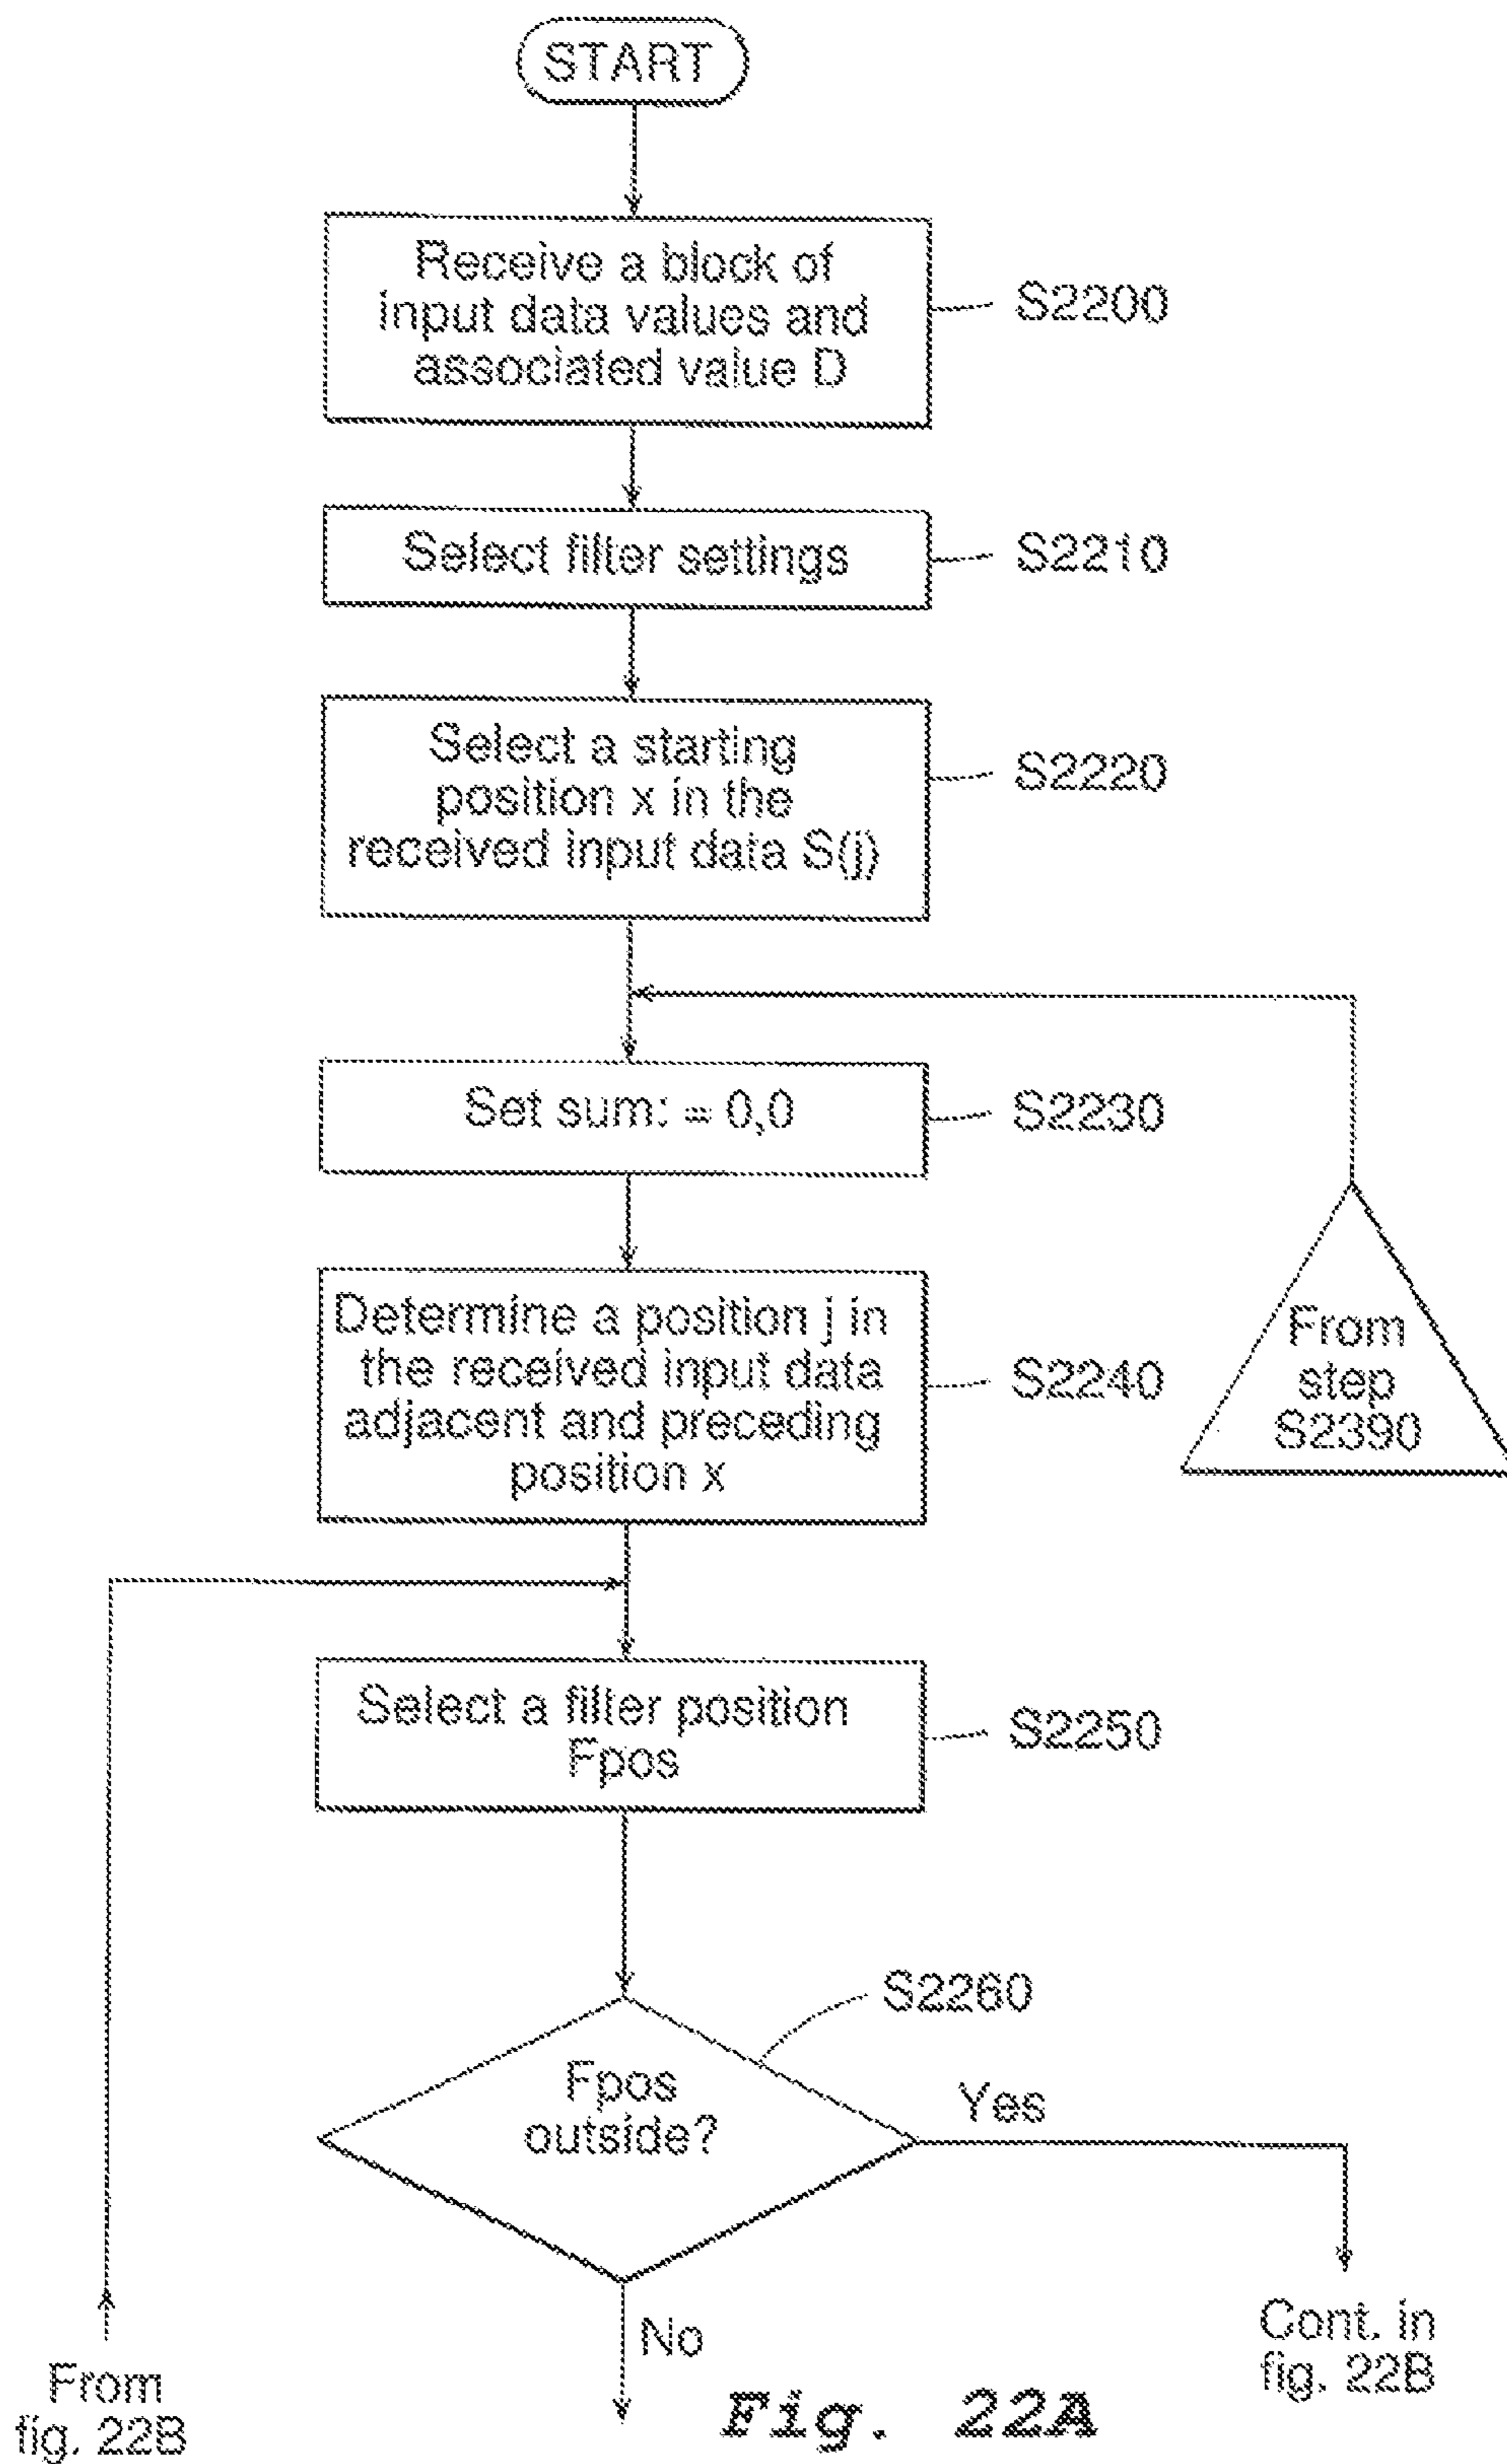 START
Receive a block of
input data values and
associated value D
S2200
Select filter settings
S2210
Select a starting
position x in the
received input data S(j)
S2220
Set sum: = 0,0
S2230
Determine a position j in
the received input data
adjacent and preceding
position x
S2240
From
step
S2390
Select a filter position
Fpos
S2250
S2260
Fpos
outside?
Yes
No
Cont. in
fig. 22B
From
fig. 22B
Fig. 22A